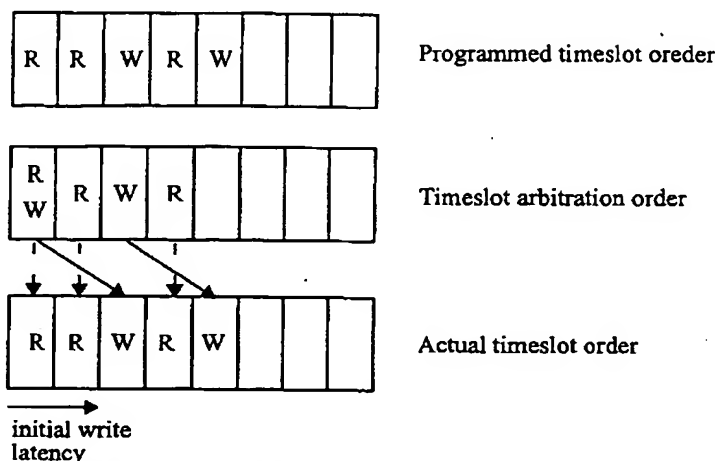 R R W R W Programmed timeslot oreder
R
W R W R Timeslot arbitration order
R R W R W Actual timeslot order
initial write
latency